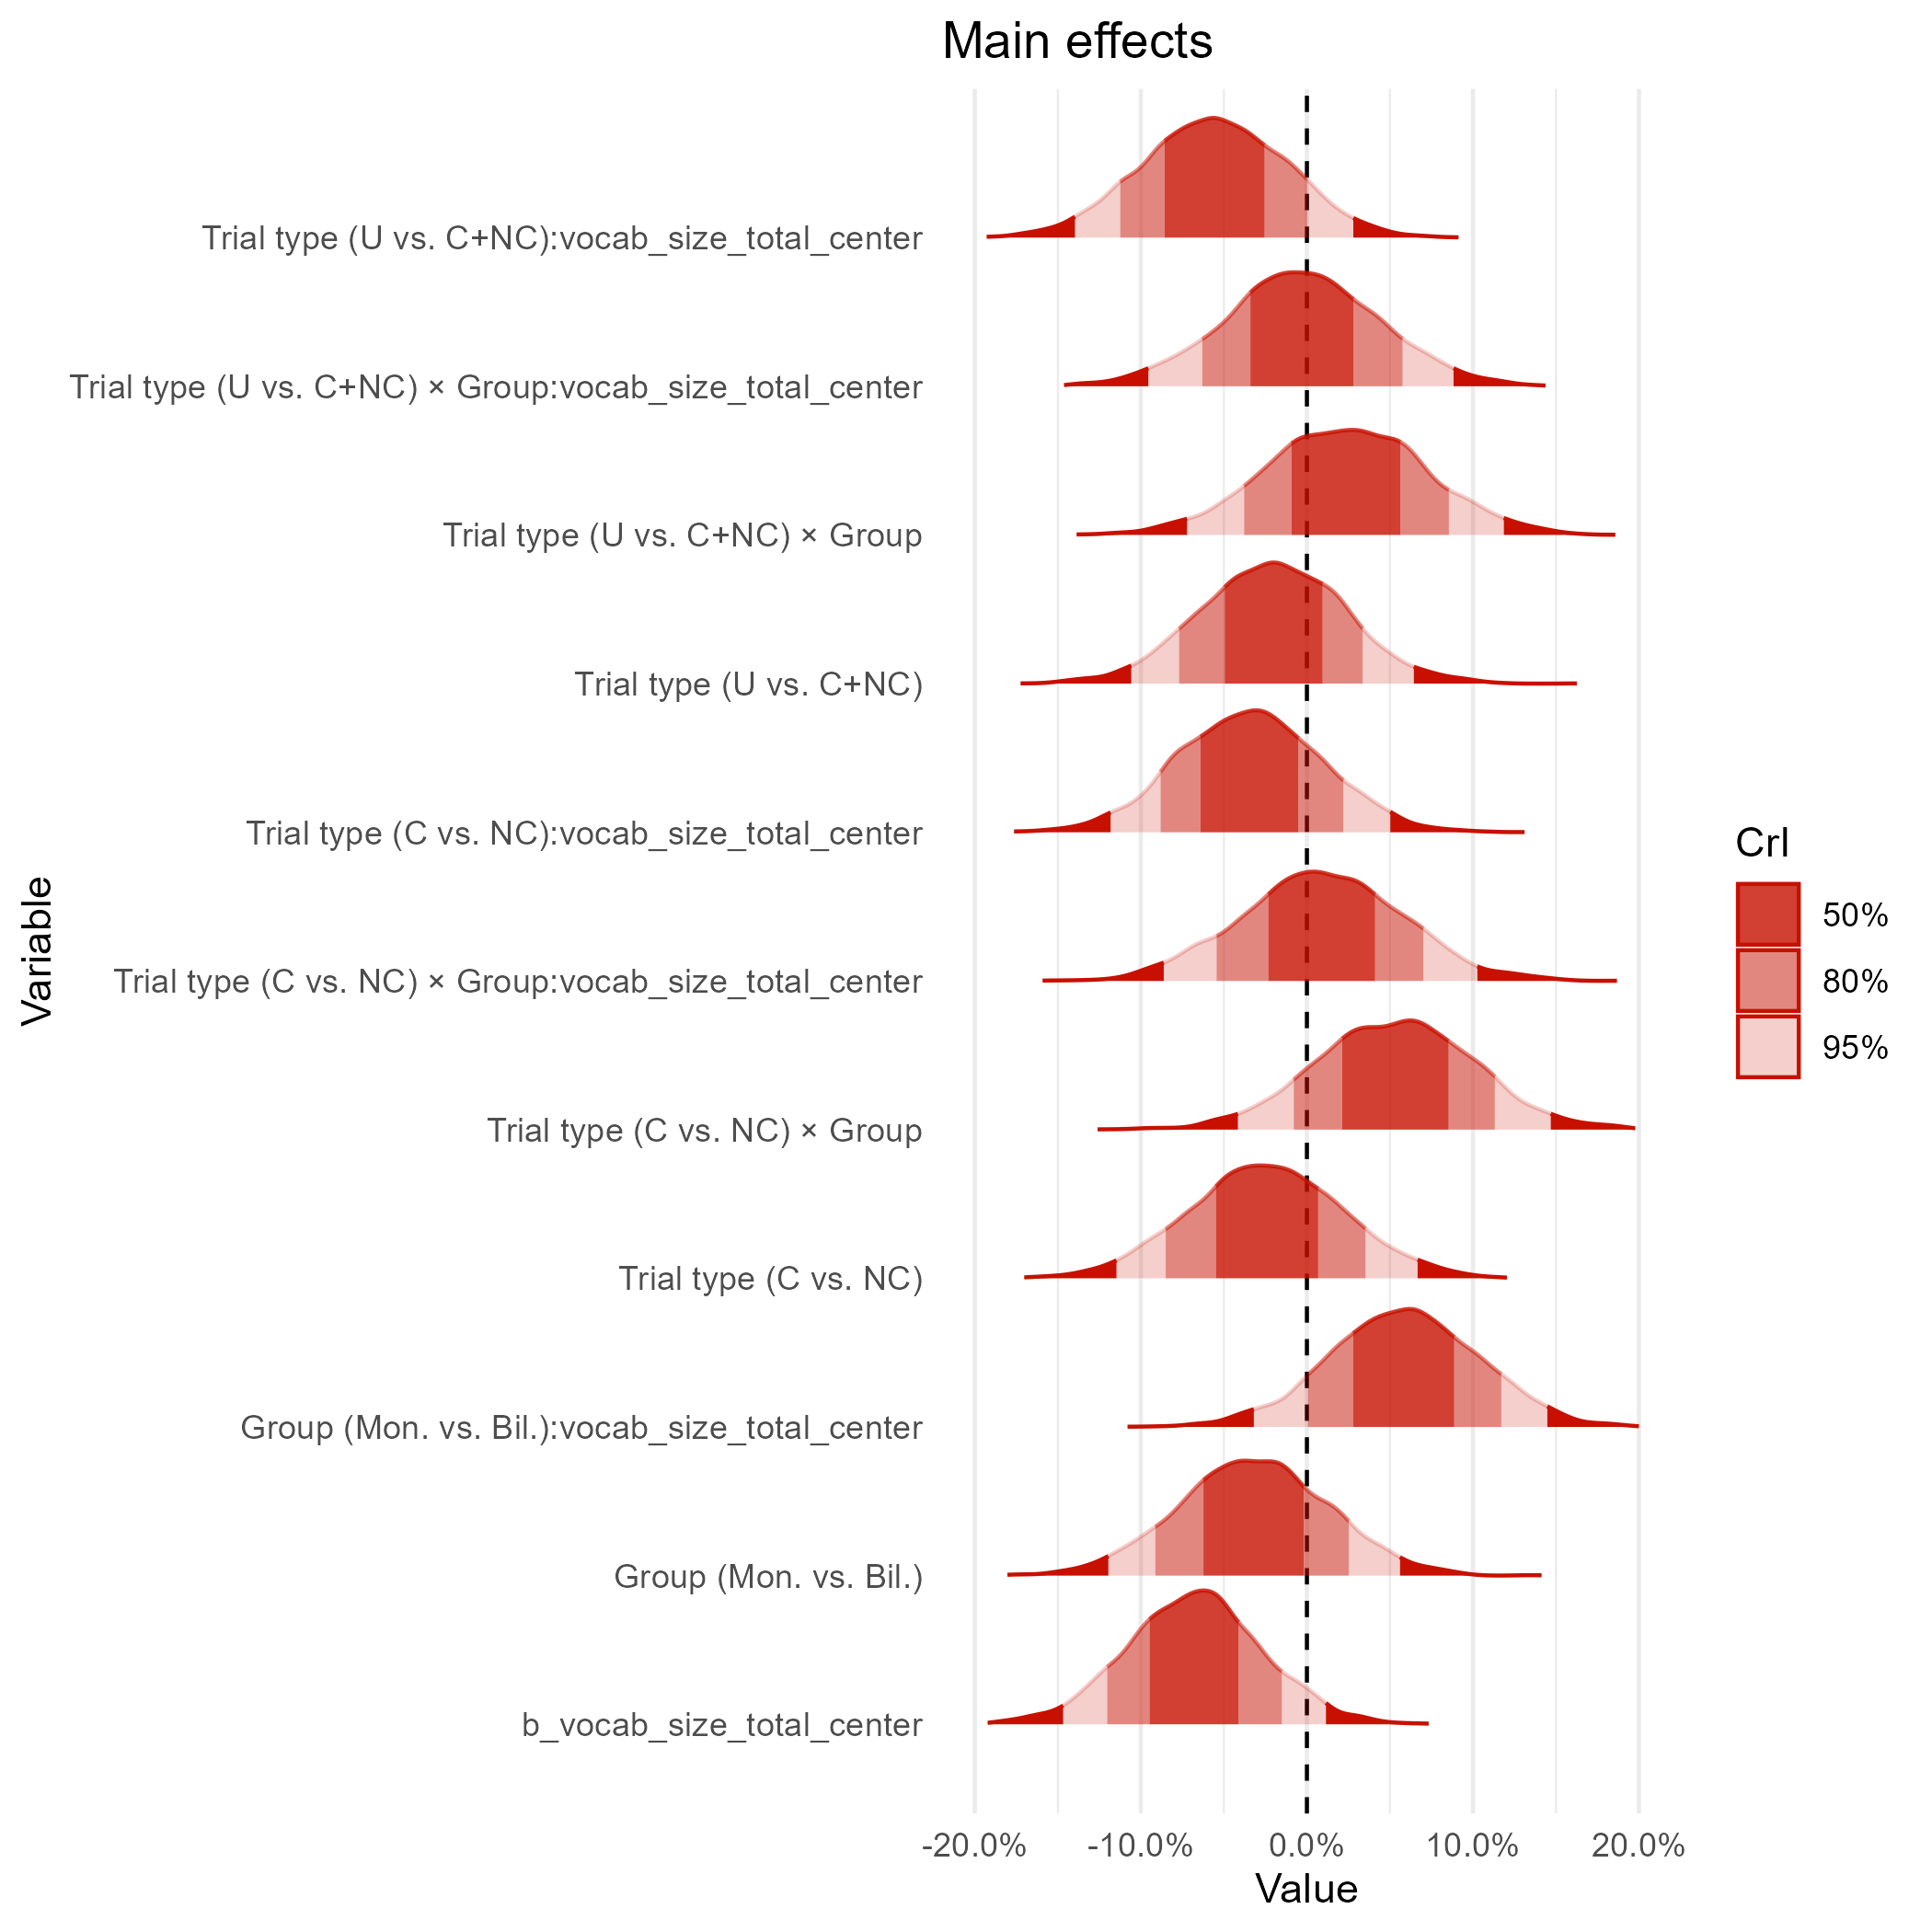 Main effects
Trial type (U vs. C+NC):vocab_size_total_center
Trial type (U vs. C+NC) × Group:vocab_size_total_center
Trial type (U vs. C+NC) × Group
Trial type (U vs. C+NC)
Trial type (C vs. NC):vocab_size_total_center
Trial type (C vs. NC) × Group:vocab_size_total_center
Trial type (C vs. NC) × Group
Trial type (C vs. NC)
Group (Mon. vs. Bil.):vocab_size_total_center
Group (Mon. vs. Bil.)
b_vocab_size_total_center
Variable
-20.0% -10.0% 0.0% 10.0% 20.0%
Value
CrI
50%
80%
95%